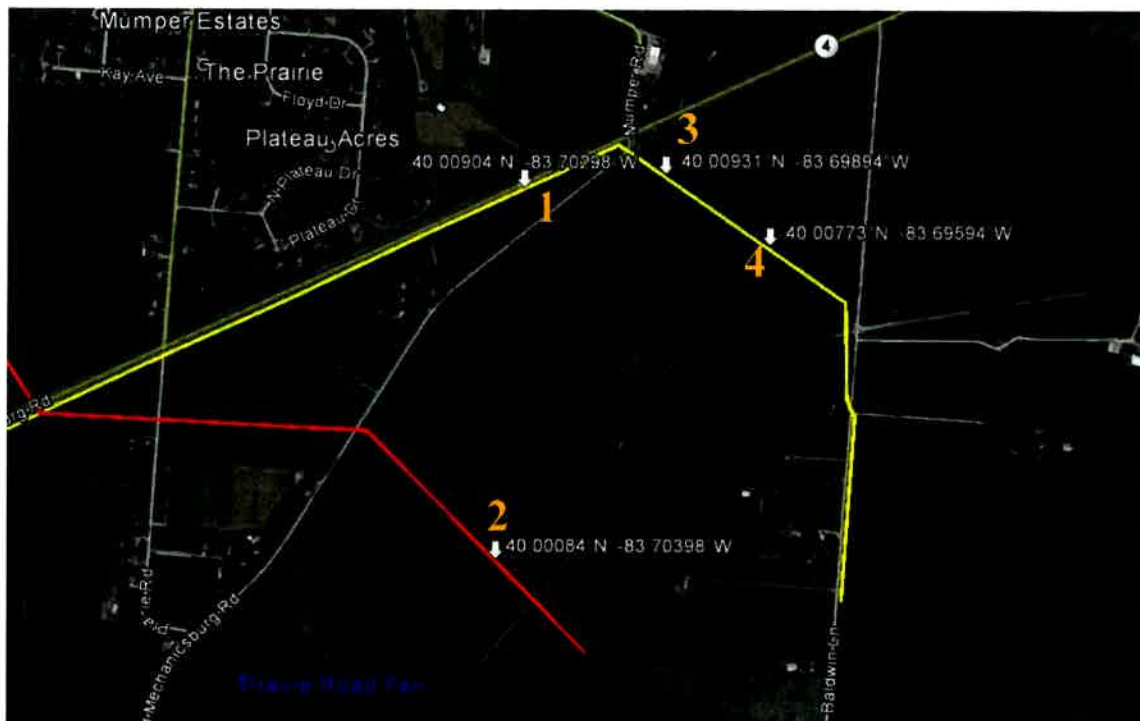 Mumper Estates
Kay Ave
The Prairie
Floyd Dr
Mumper Rd
4
Plateau Acres
3
40.00904 N -83.70298 W
40.00931 N -83.69894 W
N Plateau Dr
1
Plateau Dr
40.00773 N -83.69594 W
4
Rd
2
40.00084 N -83.70398 W
Mechanicsburg Rd
Baldwin Ln